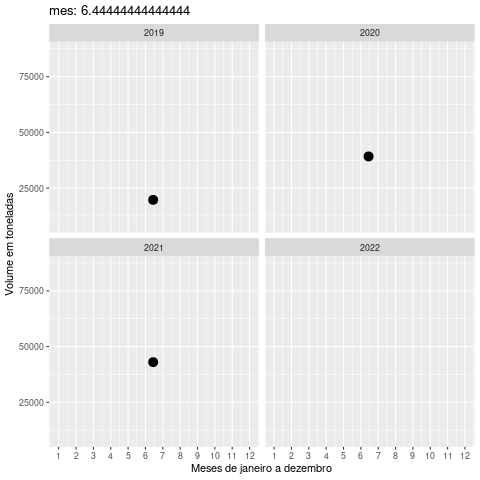 mes: 6.44444444444444
2019 2020
75000
50000
25000
2021 2022
75000
50000
25000
1 2 3 4 5 6 7 8 9 10 11 12 1 2 3 4 5 6 7 8 9 10 11 12
Meses de janeiro a dezembro
Volume em toneladas